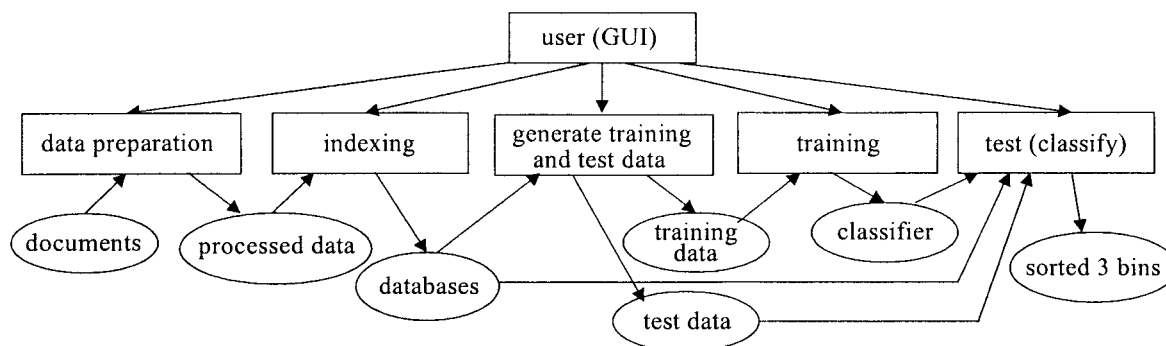 user (GUI)
data preparation
indexing
generate training
and test data
training
test (classify)
documents
processed data
databases
training
data
classifier
sorted 3 bins
test data